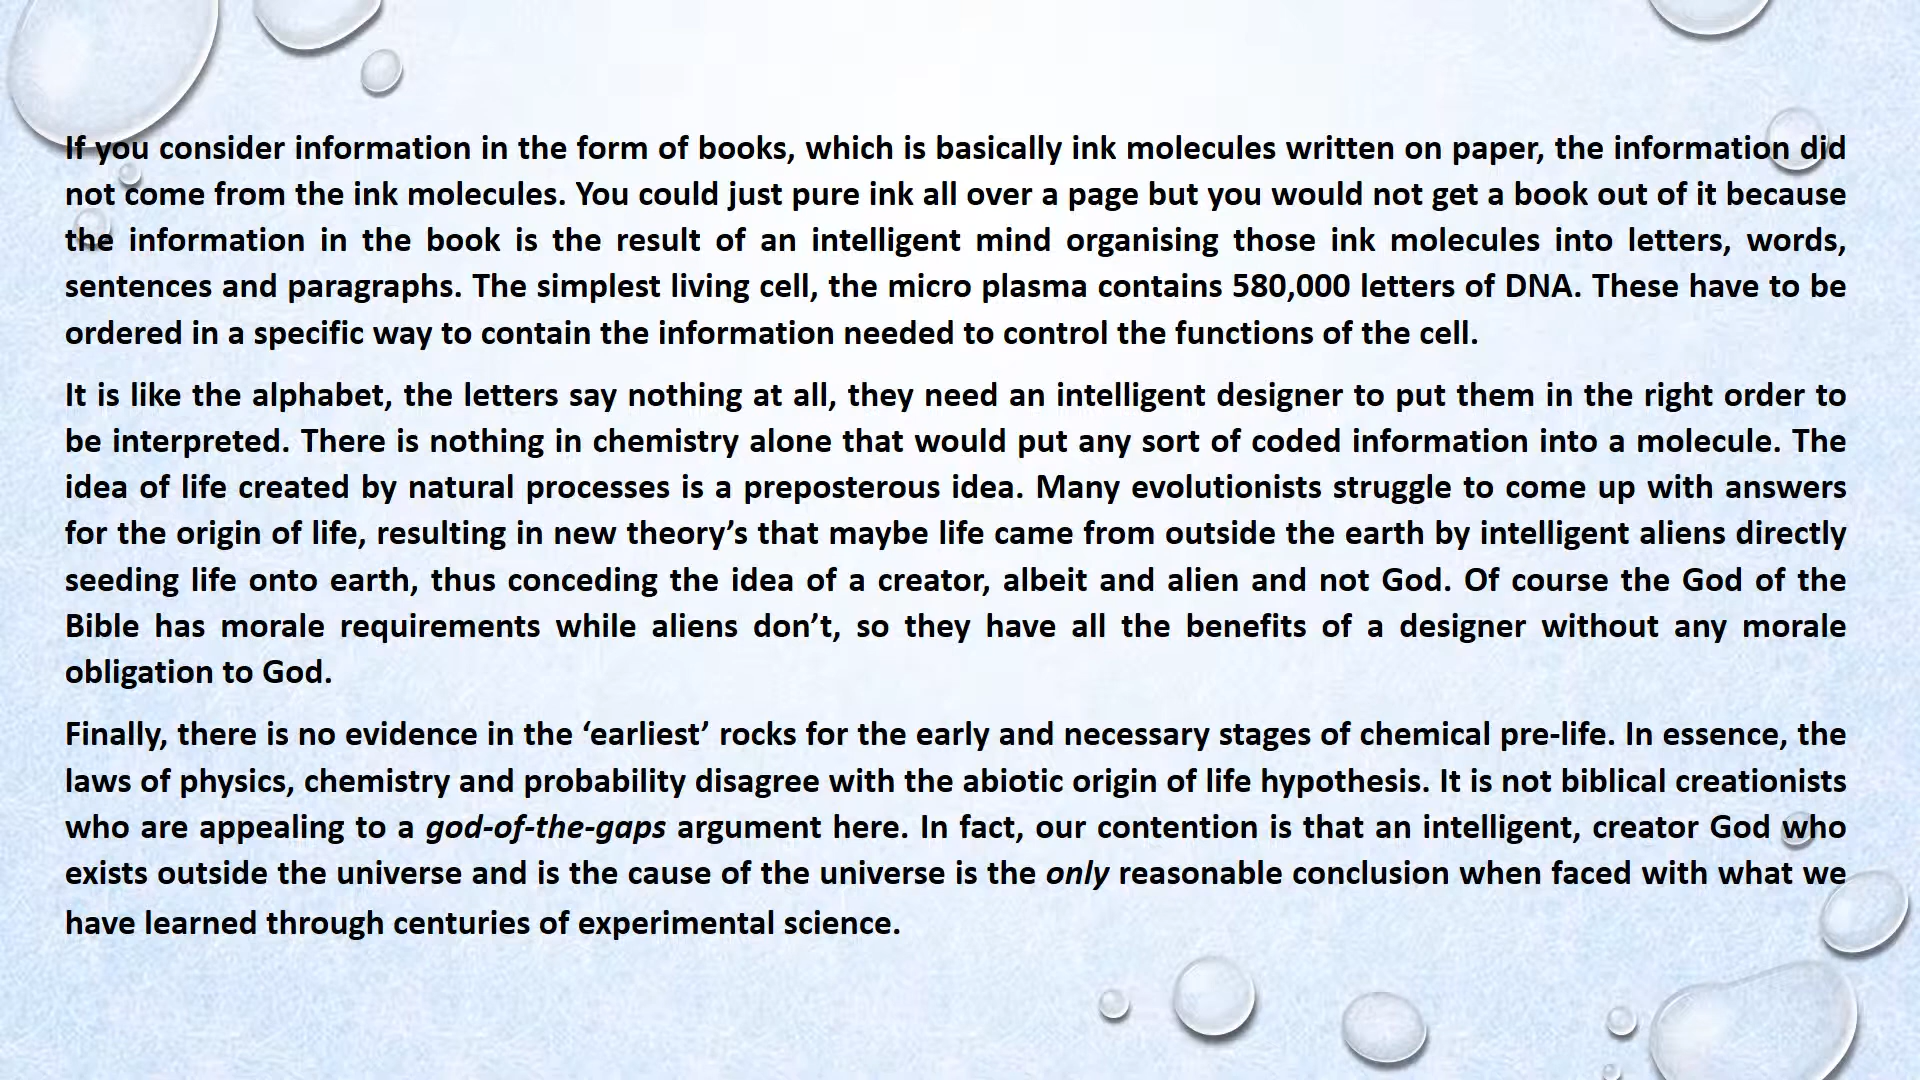 If you consider information in the form of books, which is basically ink molecules written on paper, the information did
not come from the ink molecules. You could just pure ink all over a page but you would not get a book out of it because
the information in the book is the result of an intelligent mind organising those ink molecules into letters, words,
sentences and paragraphs. The simplest living cell, the micro plasma contains 580,000 letters of DNA. These have to be
ordered in a specific way to contain the information needed to control the functions of the cell.
It is like the alphabet, the letters say nothing at all, they need an intelligent designer to put them in the right order to
be interpreted. There is nothing in chemistry alone that would put any sort of coded information into a molecule. The
idea of life created by natural processes is a preposterous idea. Many evolutionists struggle to come up with answers
for the origin of life, resulting in new theory’s that maybe life came from outside the earth by intelligent aliens directly
seeding life onto earth, thus conceding the idea of a creator, albeit and alien and not God. Of course the God of the
Bible has morale requirements while aliens don’t, so they have all the benefits of a designer without any morale
obligation to God.
Finally, there is no evidence in the ‘earliest’ rocks for the early and necessary stages of chemical pre-life. In essence, the
laws of physics, chemistry and probability disagree with the abiotic origin of life hypothesis. It is not biblical creationists
who are appealing to a god-of-the-gaps argument here. In fact, our contention is that an intelligent, creator God who
exists outside the universe and is the cause of the universe is the only reasonable conclusion when faced with what we
have learned through centuries of experimental science.